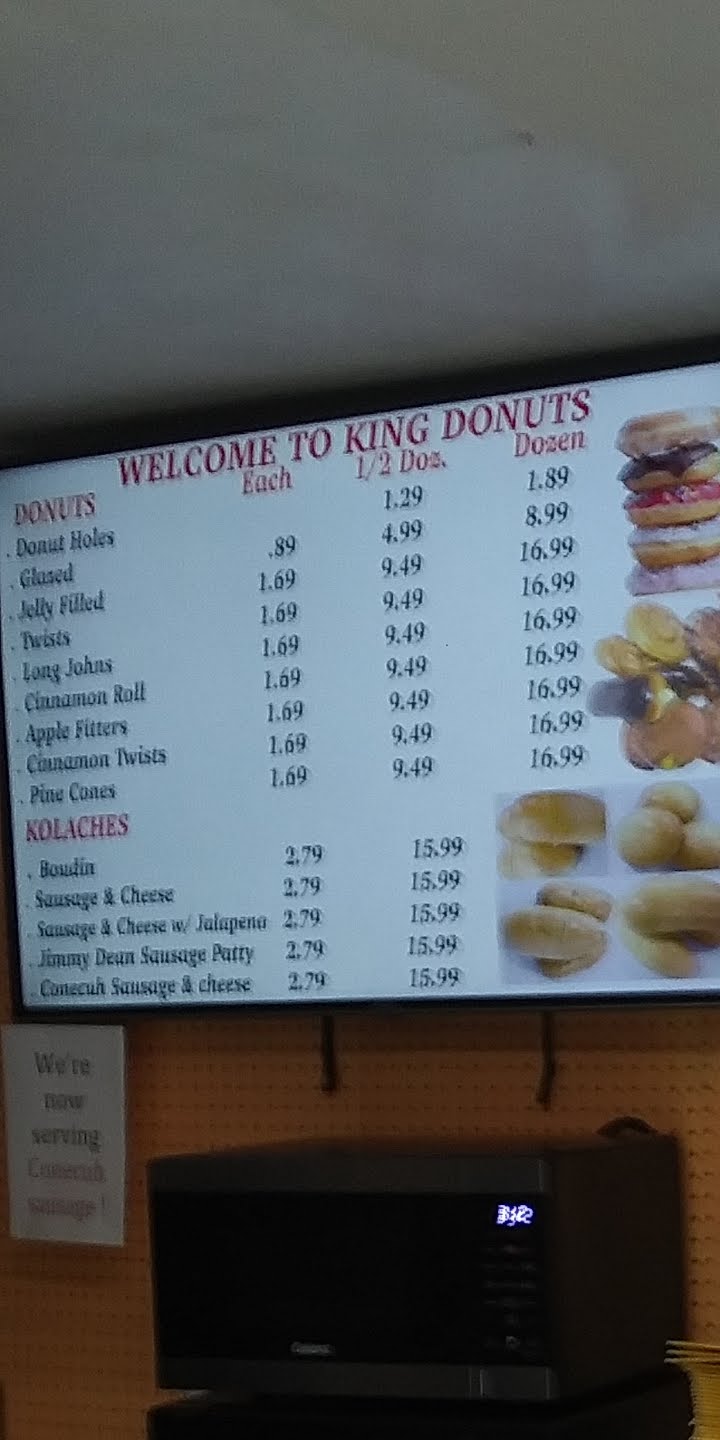 WELCOME TO KING DONUTS
DONUTS Each 1/2 Doz. Dozen
. Donut Holes 1.29 1.89
. Glazed .89 4.99 8.99
. Jelly Filled 1.69 9.49 16.99
. Twists 1.69 9.49 16.99
. Long Johns 1.69 9.49 16.99
. Cinnamon Roll 1.69 9.49 16.99
. Apple Fitters 1.69 9.49 16.99
. Cinnamon Twists 1.69 9.49 16.99
. Pine Cones 1.69 9.49 16.99
KOLACHES
. Boudin 2.79 15.99
. Sausage & Cheese 2.79 15.99
. Sausage & Cheese w/ Jalapeno 2.79 15.99
. Jimmy Dean Sausage Patty 2.79 15.99
. Conecuh Sausage & cheese 2.79 15.99
We're
now
serving
Conecuh
sausage !